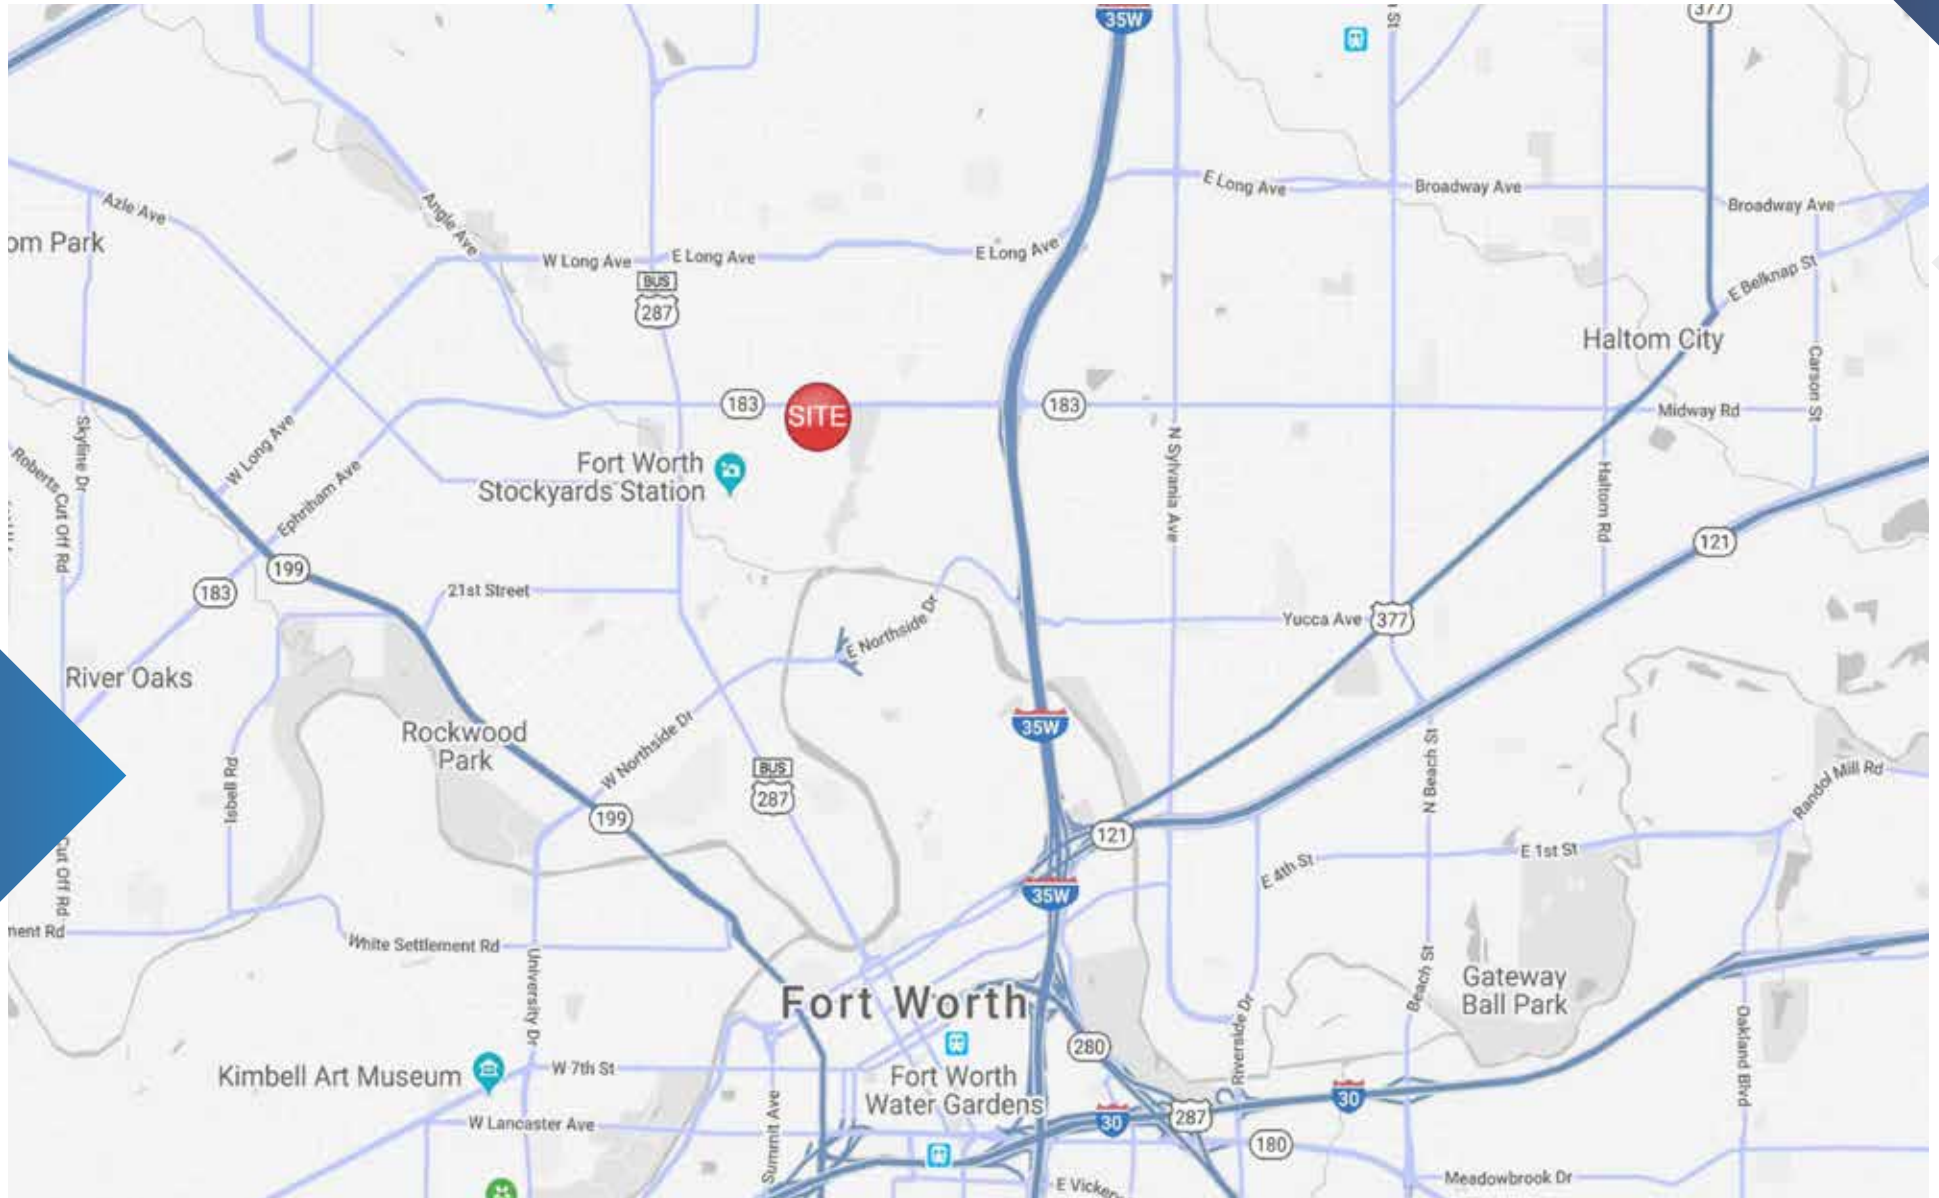 35W
377
Azle Ave
Angle Ave
E Long Ave
Broadway Ave
Broadway Ave
om Park
W Long Ave
E Long Ave
E Long Ave
E Belknap St
BUS
287
Haltom City
Carson St
183
SITE
183
Midway Rd
Skyline Dr
W Long Ave
N Sylvania Ave
Haltom Rd
Roberts Cut Off Rd
Ephriham Ave
Fort Worth
Stockyards Station
121
199
183
21st Street
E Northside Dr
Yucca Ave
377
River Oaks
Rockwood
Park
W Northside Dr
35W
BUS
287
Isbell Rd
N Beach St
Randol Mill Rd
199
121
Cut Off Rd
E 4th St
E 1st St
35W
ment Rd
White Settlement Rd
University Dr
Beach St
Gateway
Ball Park
Fort Worth
Riverside Dr
Oakland Blvd
280
Kimbell Art Museum
W 7th St
Fort Worth
Water Gardens
Summit Ave
30
30
287
W Lancaster Ave
180
Meadowbrook Dr
E Vicker